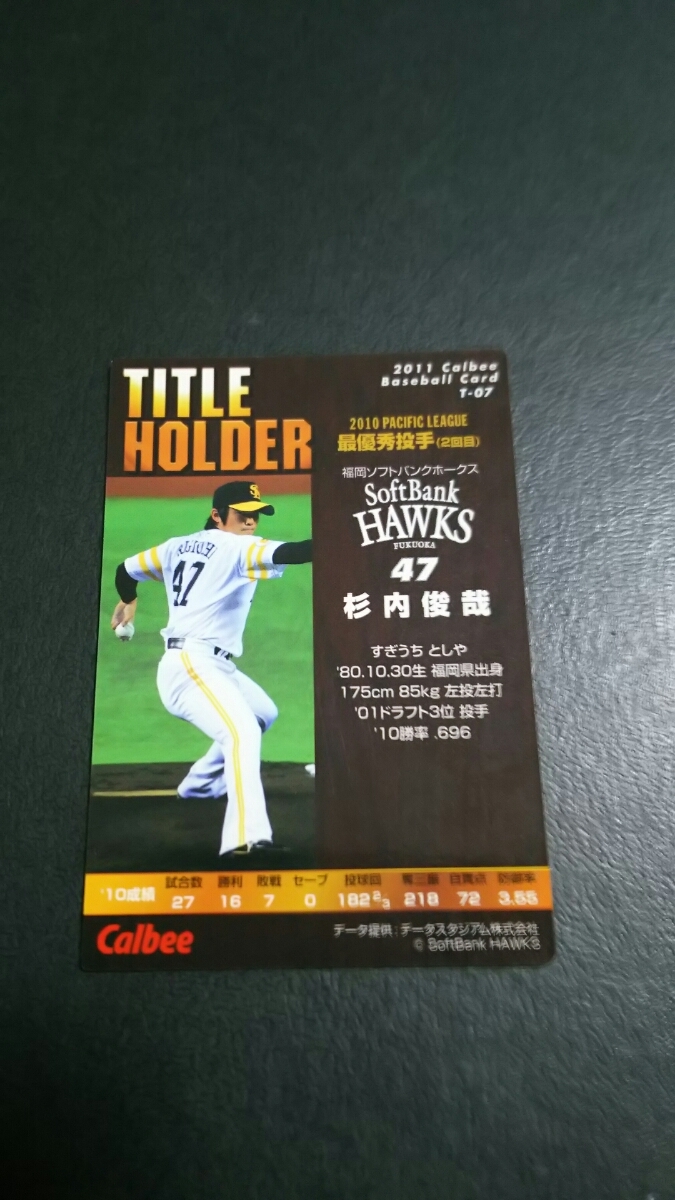 TITLE
HOLDER
2011 Calbee
Baseball Card
T-07
2010 PACIFIC LEAGUE
最優秀投手(2回目)
福岡ソフトバンクホークス
SoftBank
HAWKS
FUKUOKA
47
杉内俊哉
すぎうち としや
'80.10.30生 福岡県出身
175cm 85kg 左投左打
'01ドラフト3位 投手
'10勝率 .696
47
'10成績 試合数 勝利 敗戦 セーブ 投球回 奪三振 自責点 防御率
27 16 7 0 182 2/3 218 72 3.55
Calbee
データ提供:データスタジアム株式会社
© SoftBank HAWKS